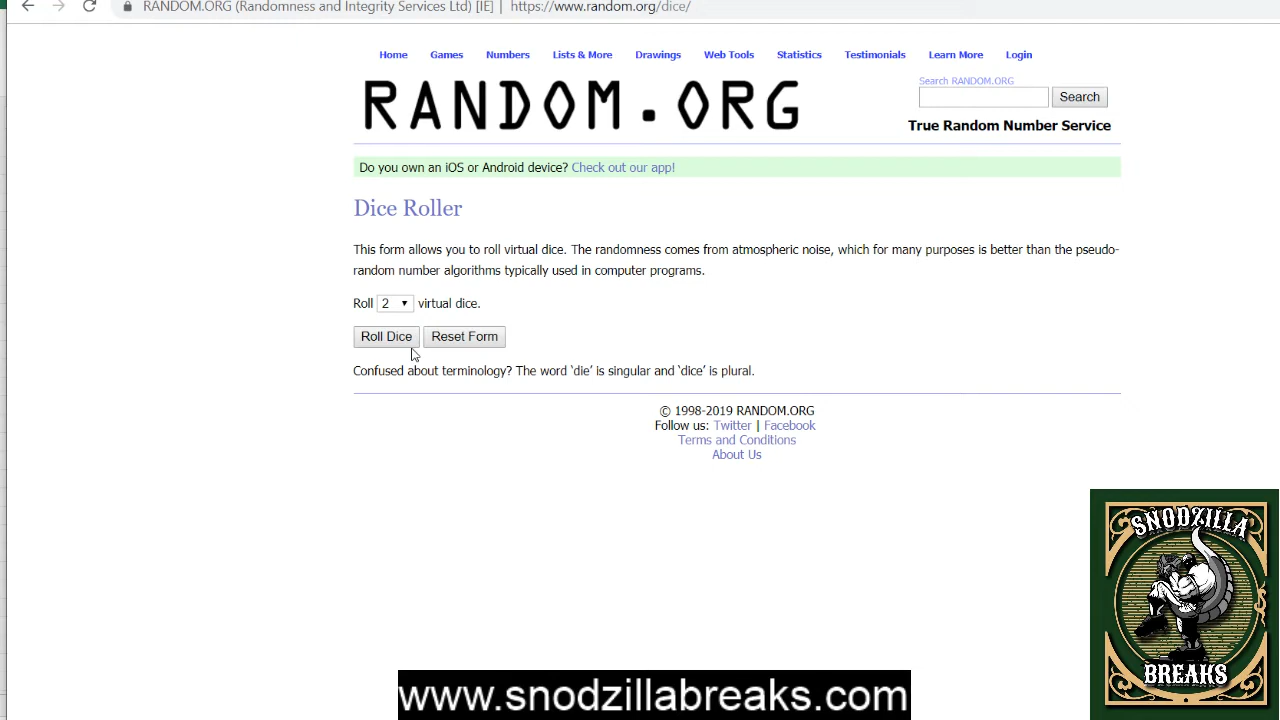 RANDOM.ORG (Randomness and Integrity Services Ltd) [IE] | https://www.random.org/dice/
Home Games Numbers Lists & More Drawings Web Tools Statistics Testimonials Learn More Login
RANDOM.ORG
Search RANDOM.ORG
Search
True Random Number Service
Do you own an iOS or Android device? Check out our app!
Dice Roller
This form allows you to roll virtual dice. The randomness comes from atmospheric noise, which for many purposes is better than the pseudo-
random number algorithms typically used in computer programs.
Roll 2 virtual dice.
Roll Dice Reset Form
Confused about terminology? The word ‘die’ is singular and ‘dice’ is plural.
© 1998-2019 RANDOM.ORG
Follow us: Twitter | Facebook
Terms and Conditions
About Us
SNODZILLA
BREAKS
www.snodzillabreaks.com